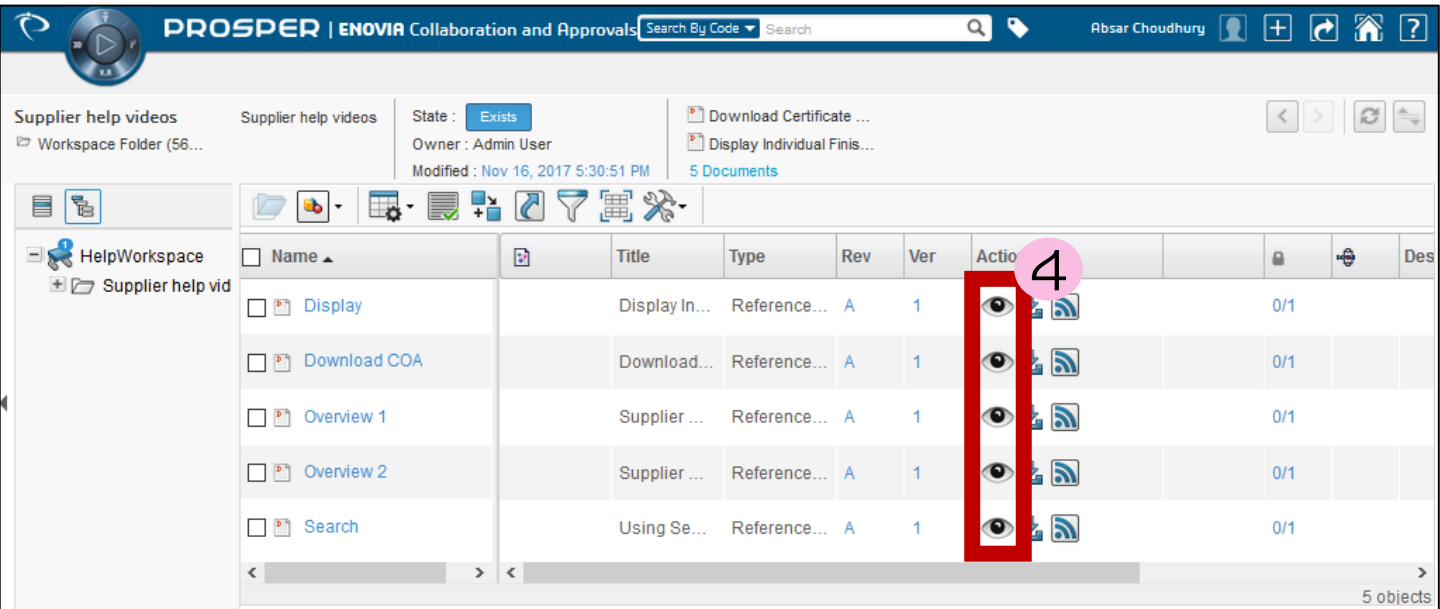 PROSPER | ENOVIA Collaboration and Approvals Search By Code Search Absar Choudhury ?
3D V.R
Supplier help videos
Workspace Folder (56...
Supplier help videos
State : Exists
Owner : Admin User
Modified : Nov 16, 2017 5:30:51 PM
Download Certificate ...
Display Individual Finis...
5 Documents
1
HelpWorkspace
Supplier help vid
Name Title Type Rev Ver Actio Des
4
Display Display In... Reference... A 1 0/1
Download COA Download... Reference... A 1 0/1
Overview 1 Supplier ... Reference... A 1 0/1
Overview 2 Supplier ... Reference... A 1 0/1
Search Using Se... Reference... A 1 0/1
5 objects